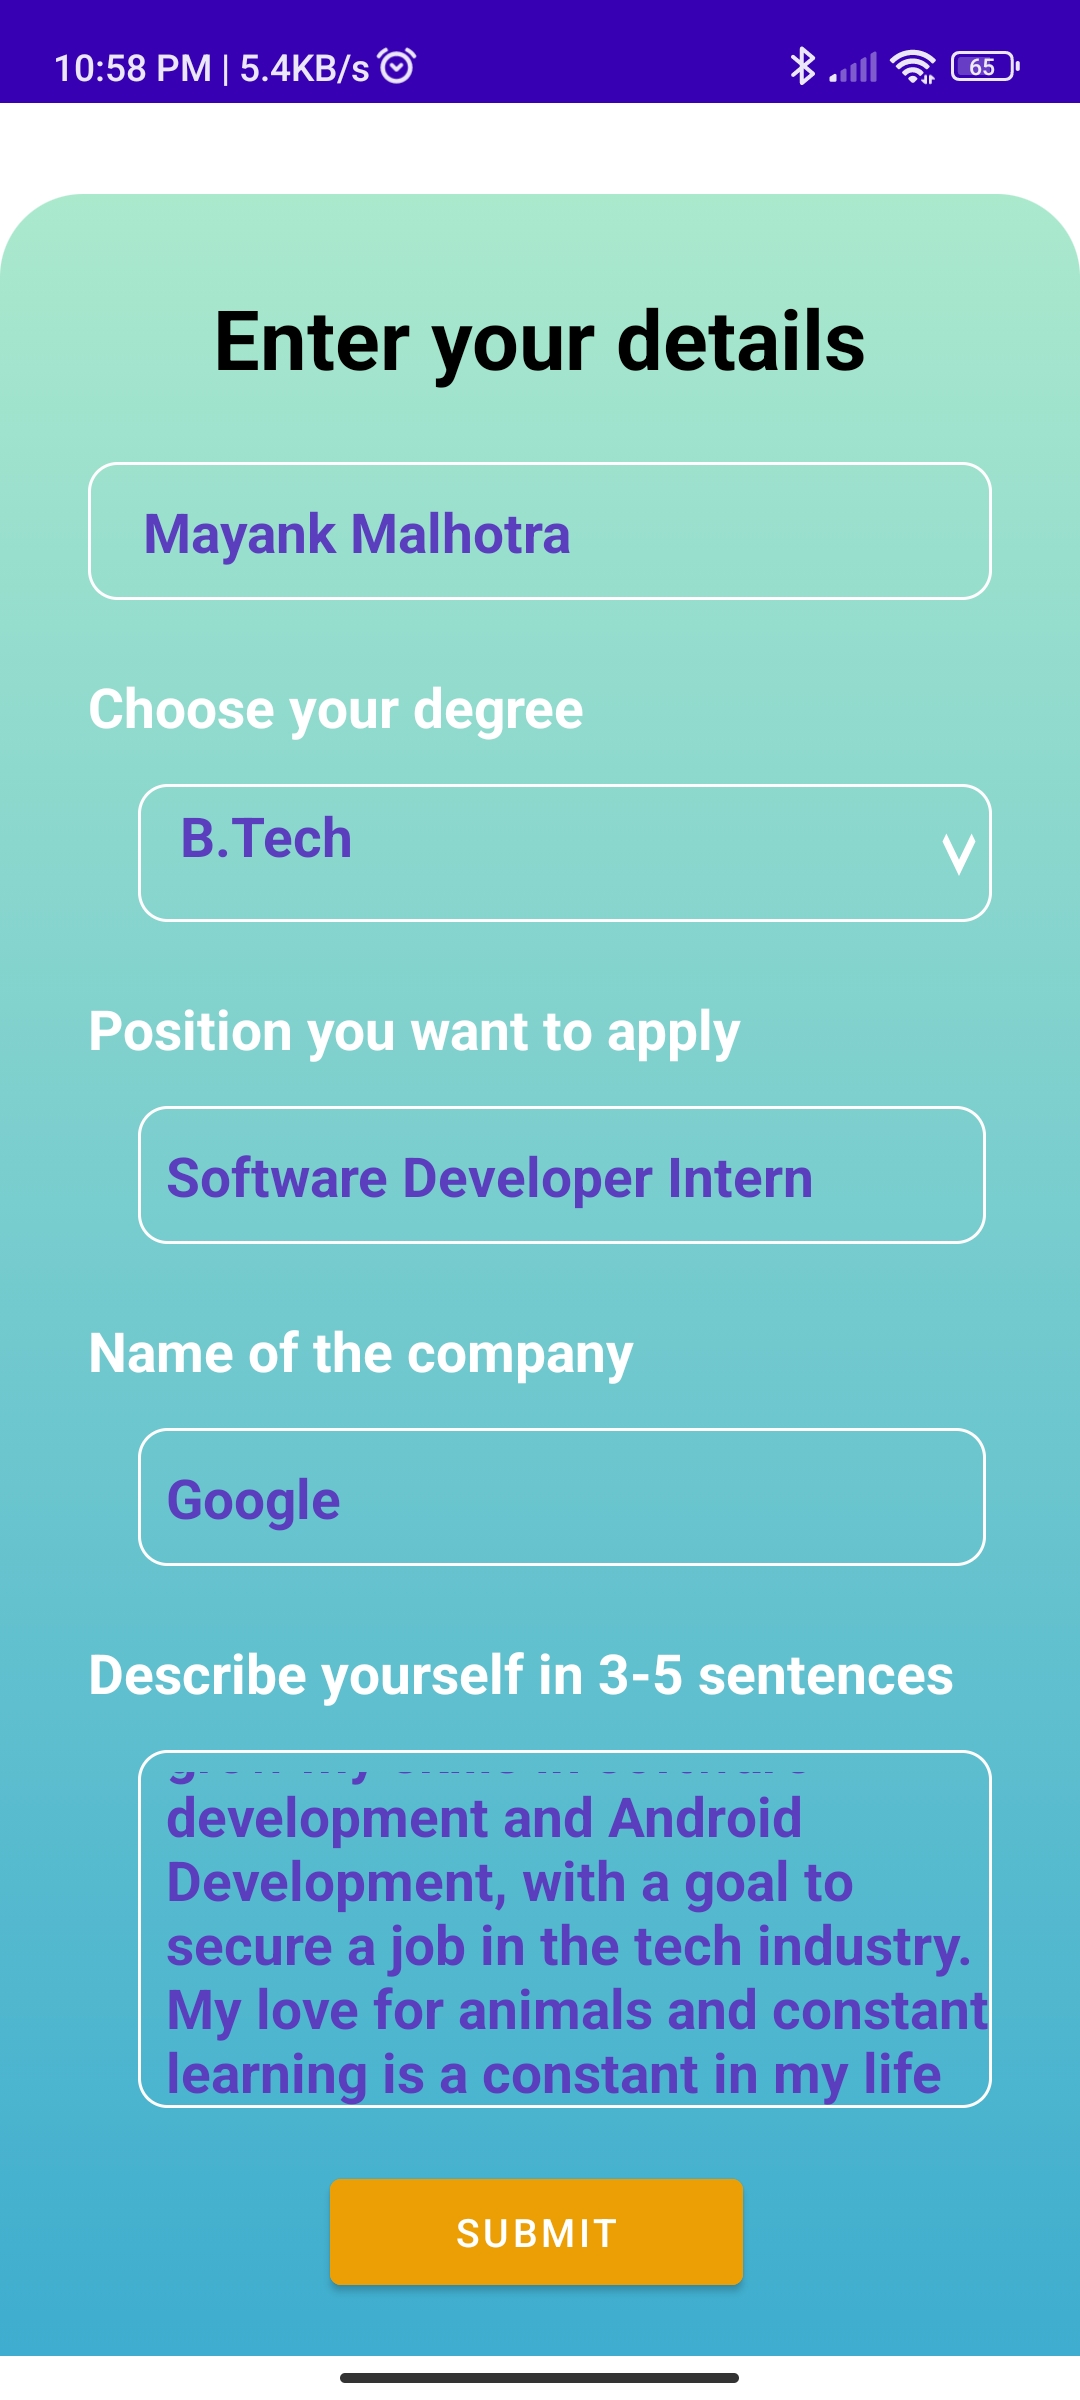 10:58 PM | 5.4KB/s
65
Enter your details
Mayank Malhotra
Choose your degree
B.Tech
Position you want to apply
Software Developer Intern
Name of the company
Google
Describe yourself in 3-5 sentences
development and Android
Development, with a goal to
secure a job in the tech industry.
My love for animals and constant
learning is a constant in my life
SUBMIT